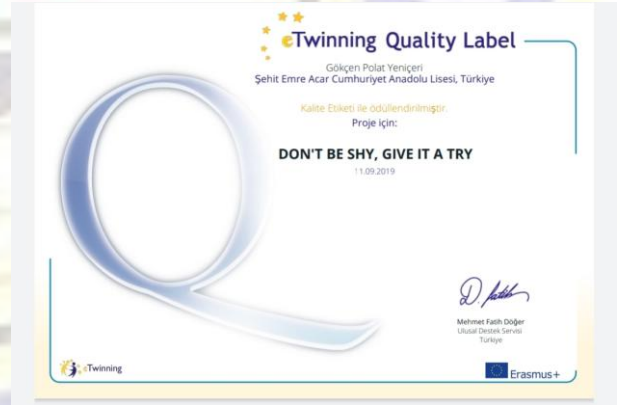 eTwinning Quality Label
Gökçen Polat Yeniçeri
Şehit Emre Acar Cumhuriyet Anadolu Lisesi, Türkiye
Kalite Etiketi ile ödüllendirilmiştir.
Proje için:
DON'T BE SHY, GIVE IT A TRY
11.09.2019
D. Fatih
Mehmet Fatih Döğer
Ulusal Destek Servisi
Türkiye
eTwinning
Erasmus+